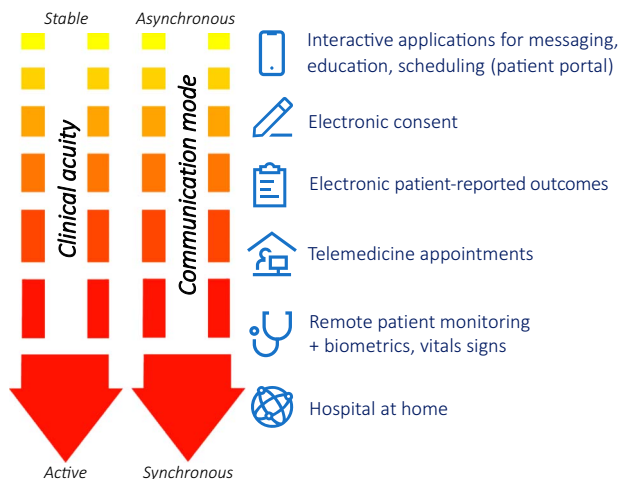 Stable
Asynchronous
Clinical acuity
Communication mode
Interactive applications for messaging,
education, scheduling (patient portal)
Electronic consent
Electronic patient-reported outcomes
Telemedicine appointments
Remote patient monitoring
+ biometrics, vitals signs
Hospital at home
Active
Synchronous